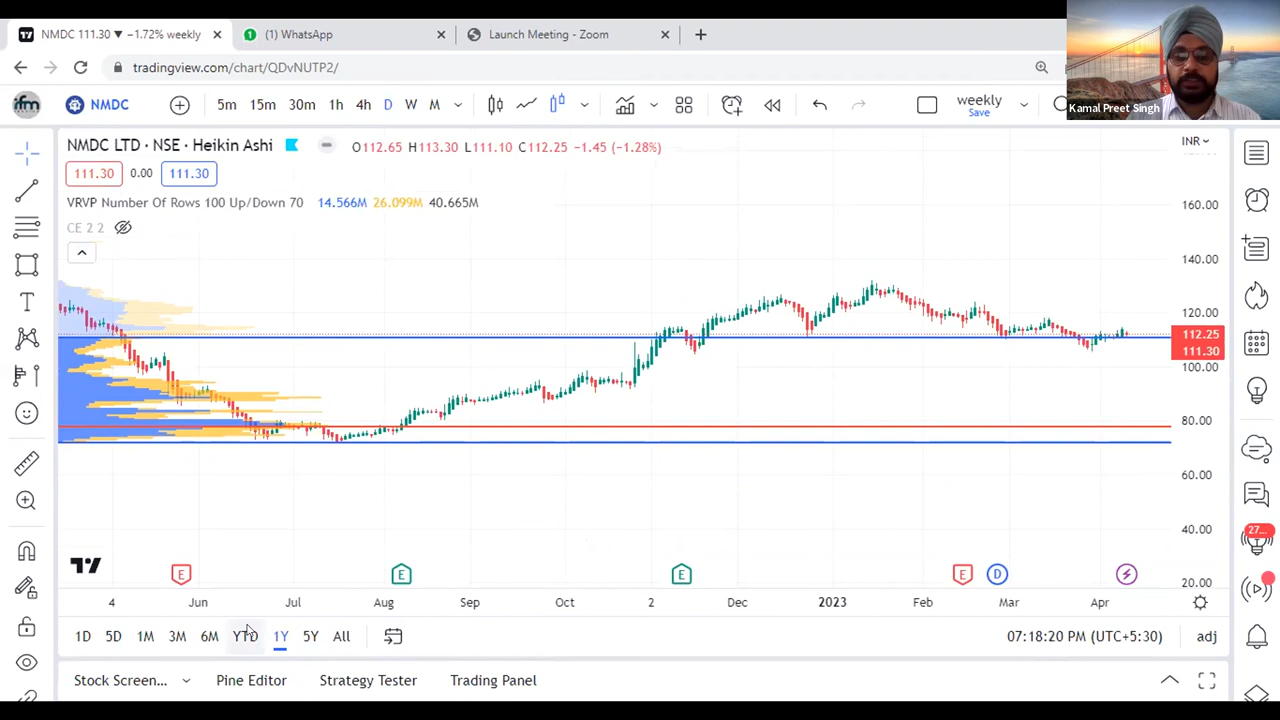 NMDC 111.30 ▼ −1.72% weekly
(1) WhatsApp
Launch Meeting - Zoom
tradingview.com/chart/QDvNUTP2/
Kamal Preet Singh
ifm
NMDC
5m 15m 30m 1h 4h D W M
weekly
Save
NMDC LTD · NSE · Heikin Ashi
O112.65 H113.30 L111.10 C112.25 −1.45 (−1.28%)
INR
111.30 0.00 111.30
VRVP Number Of Rows 100 Up/Down 70 14.566M 26.099M 40.665M
CE 2 2
160.00
140.00
120.00
112.25
111.30
100.00
80.00
60.00
40.00
20.00
27...
E E E E D
4 Jun Jul Aug Sep Oct 2 Dec 2023 Feb Mar Apr
1D 5D 1M 3M 6M YTD 1Y 5Y All
07:18:20 PM (UTC+5:30) adj
Stock Screen... Pine Editor Strategy Tester Trading Panel